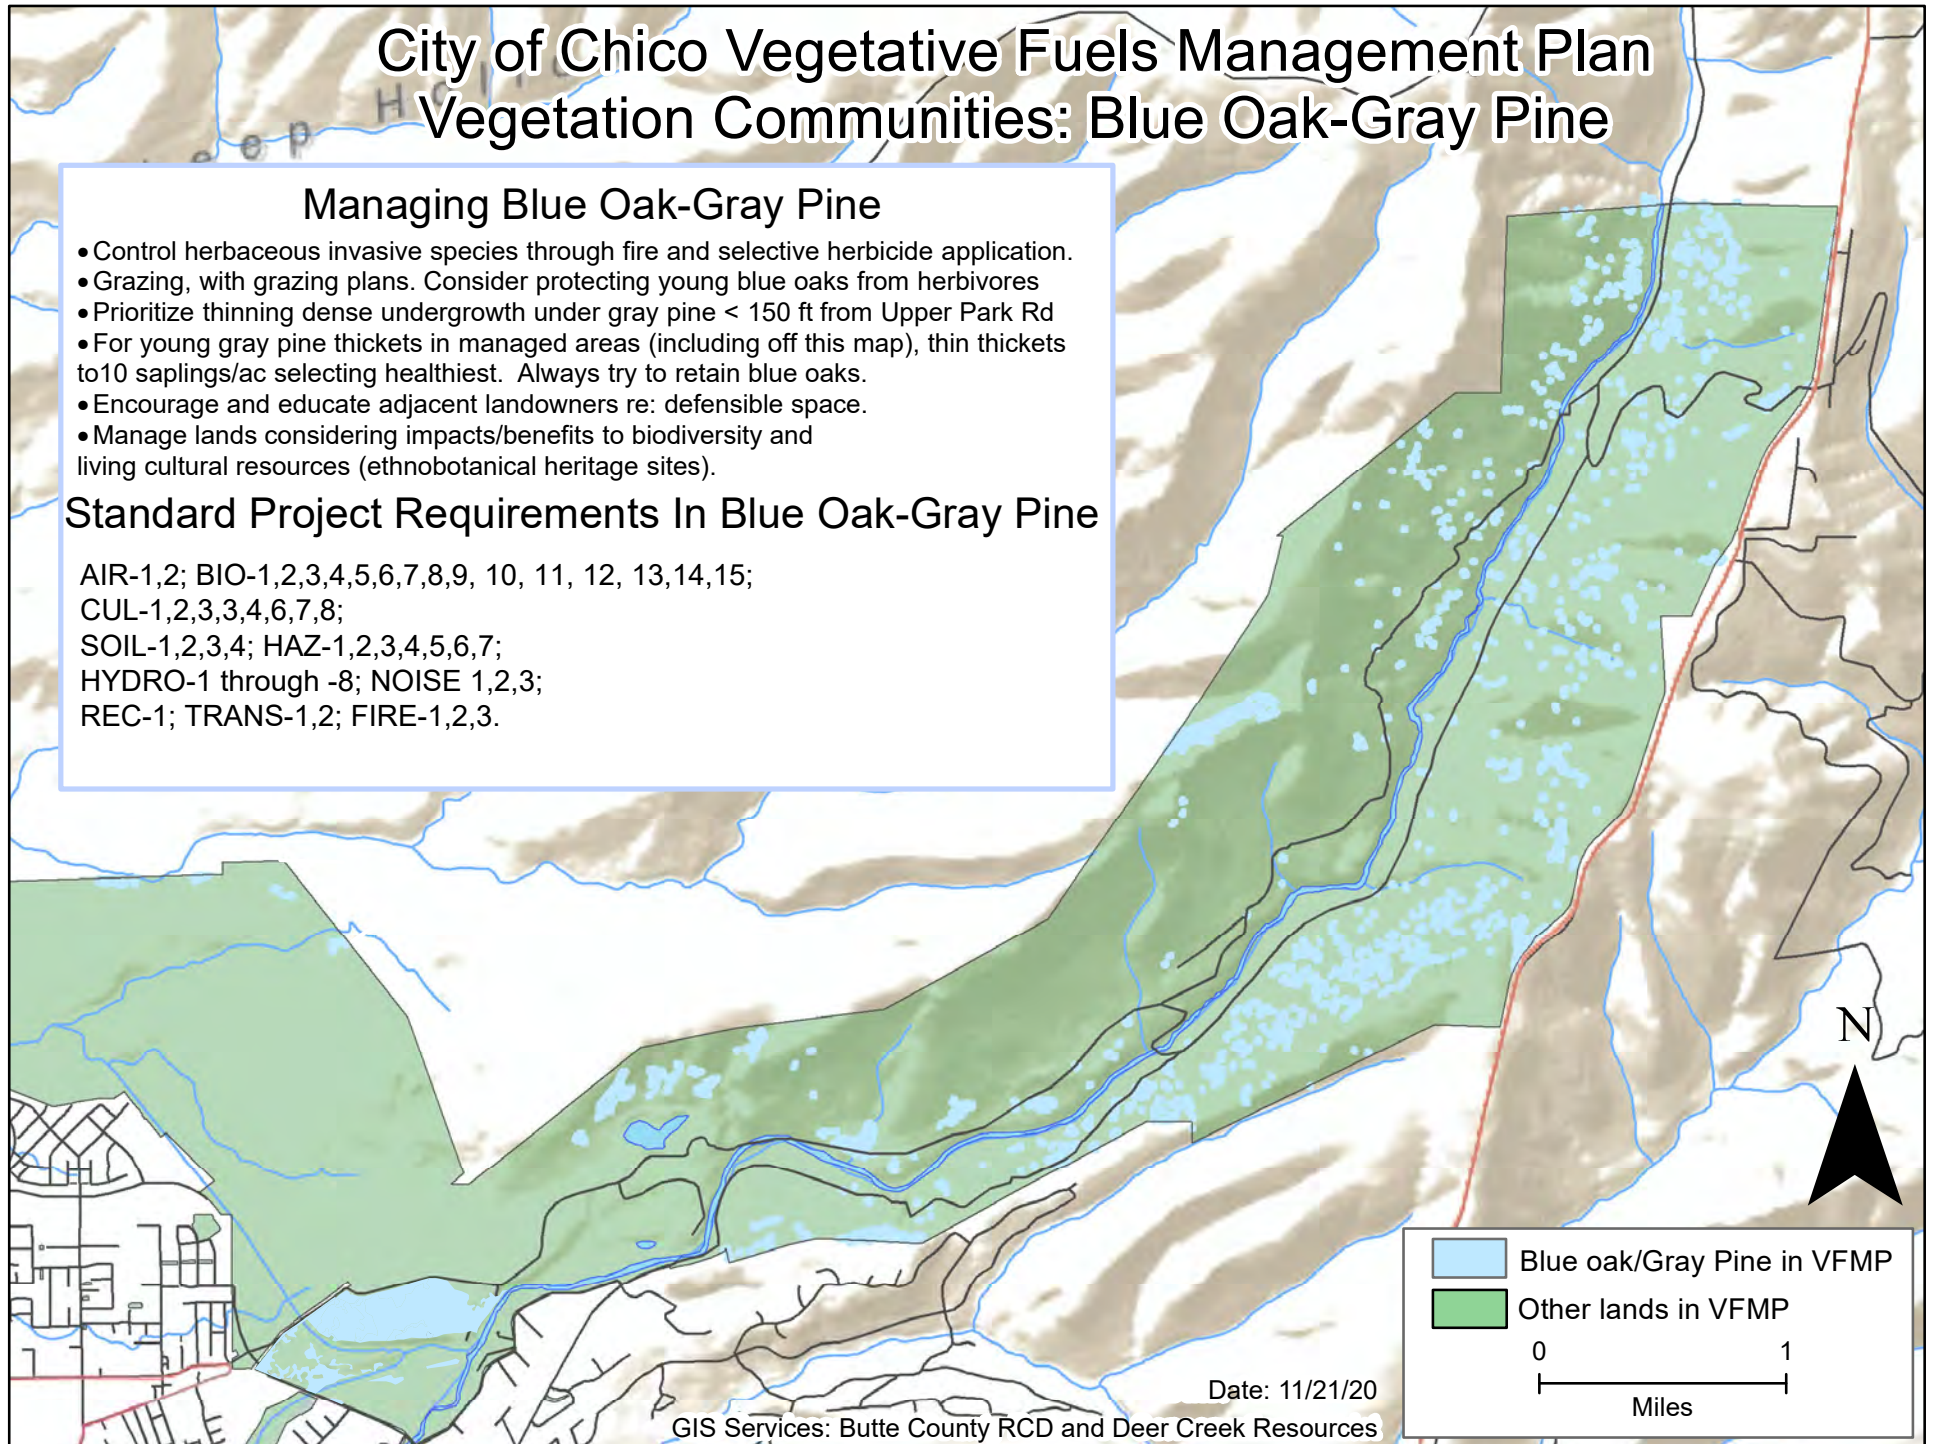 City of Chico Vegetative Fuels Management Plan
Vegetation Communities: Blue Oak-Gray Pine
Managing Blue Oak-Gray Pine
• Control herbaceous invasive species through fire and selective herbicide application.
• Grazing, with grazing plans. Consider protecting young blue oaks from herbivores
• Prioritize thinning dense undergrowth under gray pine < 150 ft from Upper Park Rd
• For young gray pine thickets in managed areas (including off this map), thin thickets
to10 saplings/ac selecting healthiest.  Always try to retain blue oaks.
• Encourage and educate adjacent landowners re: defensible space.
• Manage lands considering impacts/benefits to biodiversity and
living cultural resources (ethnobotanical heritage sites).
Standard Project Requirements In Blue Oak-Gray Pine
AIR-1,2; BIO-1,2,3,4,5,6,7,8,9, 10, 11, 12, 13,14,15;
CUL-1,2,3,3,4,6,7,8;
SOIL-1,2,3,4; HAZ-1,2,3,4,5,6,7;
HYDRO-1 through -8; NOISE 1,2,3;
REC-1; TRANS-1,2; FIRE-1,2,3.
N
Blue oak/Gray Pine in VFMP
Other lands in VFMP
0 1
Miles
Date: 11/21/20
GIS Services: Butte County RCD and Deer Creek Resources